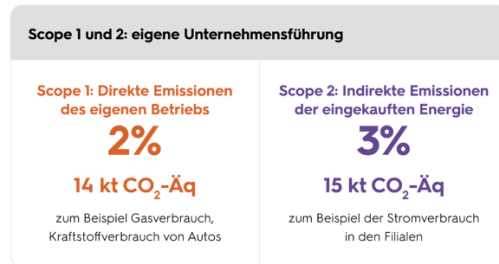 Scope 1 und 2: eigene Unternehmensführung
Scope 1: Direkte Emissionen
des eigenen Betriebs
2%
14 kt CO₂-Äq
zum Beispiel Gasverbrauch,
Kraftstoffverbrauch von Autos
Scope 2: Indirekte Emissionen
der eingekauften Energie
3%
15 kt CO₂-Äq
zum Beispiel der Stromverbrauch
in den Filialen